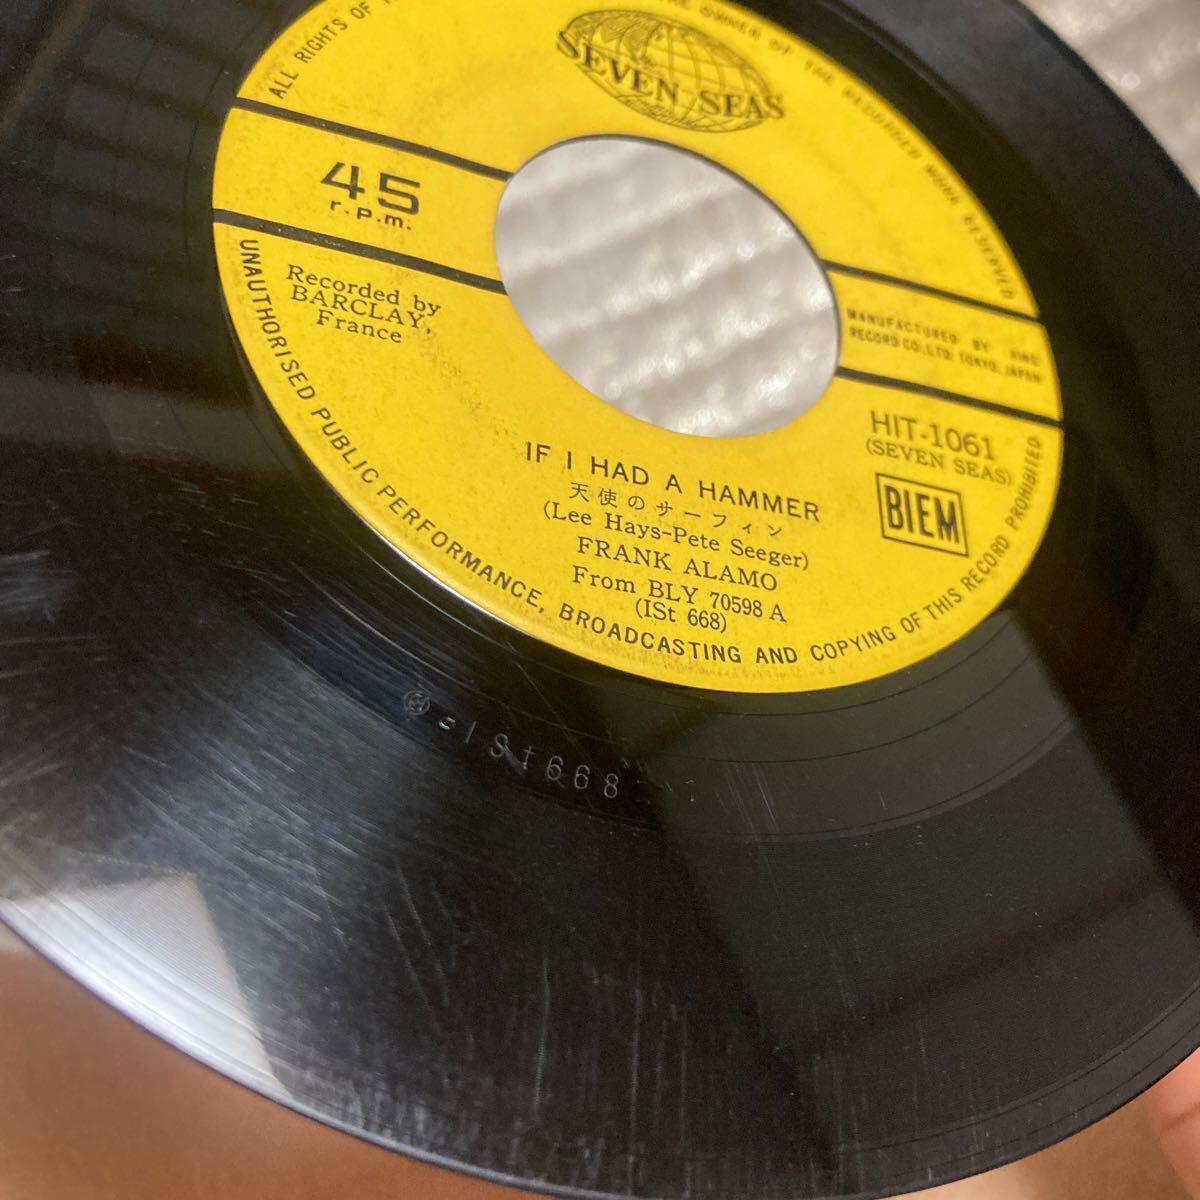 ALL RIGHTS OF
OWNER OF THE RECORDED WORK RESERVED
SEVEN SEAS
45
r.p.m.
MANUFACTURED BY KING
RECORD CO., LTD. TOKYO, JAPAN
Recorded by
BARCLAY,
France
HIT-1061
(SEVEN SEAS)
BIEM
IF I HAD A HAMMER
天使のサーフィン
(Lee Hays-Pete Seeger)
FRANK ALAMO
From BLY 70598 A
(ISt 668)
UNAUTHORISED PUBLIC PERFORMANCE, BROADCASTING AND COPYING OF THIS RECORD PROHIBITED
=ISt668